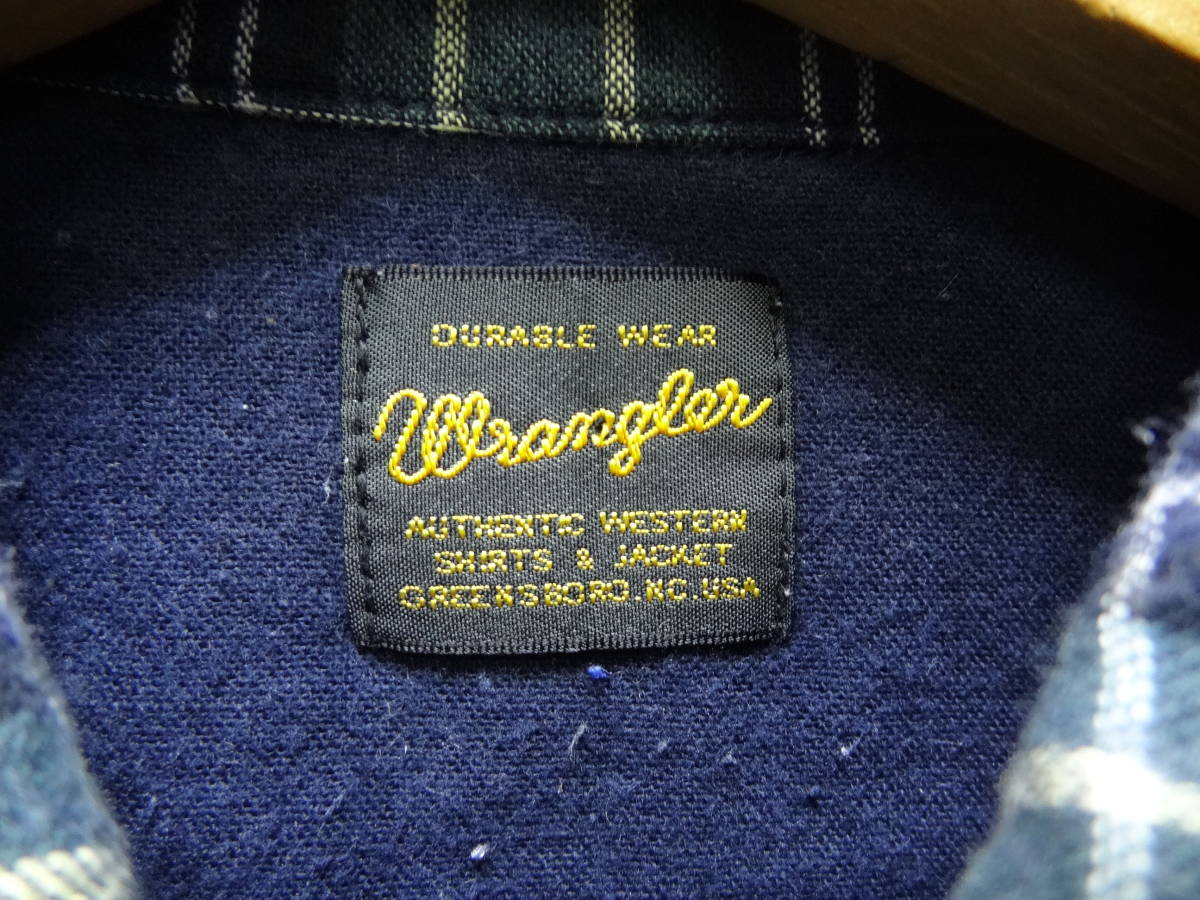 DURABLE WEAR
Wrangler
AUTHENTIC WESTERN
SHIRTS & JACKET
GREENSBORO.NC.USA